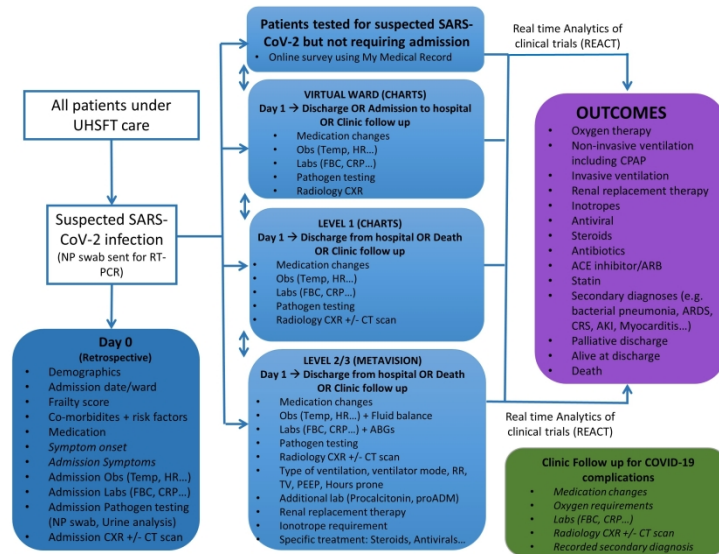 All patients under
UHSFT care
Suspected SARS-
CoV-2 infection
(NP swab sent for RT-
PCR)
Day 0
(Retrospective)
• Demographics
• Admission date/ward
• Frailty score
• Co-morbidites + risk factors
• Medication
• Symptom onset
• Admission Symptoms
• Admission Obs (Temp, HR...)
• Admission Labs (FBC, CRP...)
• Admission Pathogen testing
(NP swab, Urine analysis)
• Admission CXR +/- CT scan
Patients tested for suspected SARS-
CoV-2 but not requiring admission
• Online survey using My Medical Record
VIRTUAL WARD (CHARTS)
Day 1 → Discharge OR Admission to hospital
OR Clinic follow up
• Medication changes
• Obs (Temp, HR...)
• Labs (FBC, CRP...)
• Pathogen testing
• Radiology CXR
LEVEL 1 (CHARTS)
Day 1 → Discharge from hospital OR Death
OR Clinic follow up
• Medication changes
• Obs (Temp, HR...)
• Labs (FBC, CRP...)
• Pathogen testing
• Radiology CXR +/- CT scan
LEVEL 2/3 (METAVISION)
Day 1 → Discharge from hospital OR Death
OR Clinic follow up
• Medication changes
• Obs (Temp, HR...) + Fluid balance
• Labs (FBC, CRP...) + ABGs
• Pathogen testing
• Radiology CXR +/- CT scan
• Type of ventilation, ventilator mode, RR,
TV, PEEP, Hours prone
• Additional lab (Procalcitonin, proADM)
• Renal replacement therapy
• Ionotrope requirement
• Specific treatment: Steroids, Antivirals...
Real time Analytics of
clinical trials (REACT)
OUTCOMES
• Oxygen therapy
• Non-invasive ventilation
including CPAP
• Invasive ventilation
• Renal replacement therapy
• Inotropes
• Antiviral
• Steroids
• Antibiotics
• ACE inhibitor/ARB
• Statin
• Secondary diagnoses (e.g.
bacterial pneumonia, ARDS,
CRS, AKI, Myocarditis...)
• Palliative discharge
• Alive at discharge
• Death
Real time Analytics of
clinical trials (REACT)
Clinic Follow up for COVID-19
complications
• Medication changes
• Oxygen requirements
• Labs (FBC, CRP...)
• Radiology CXR +/- CT scan
• Recorded secondary diagnosis